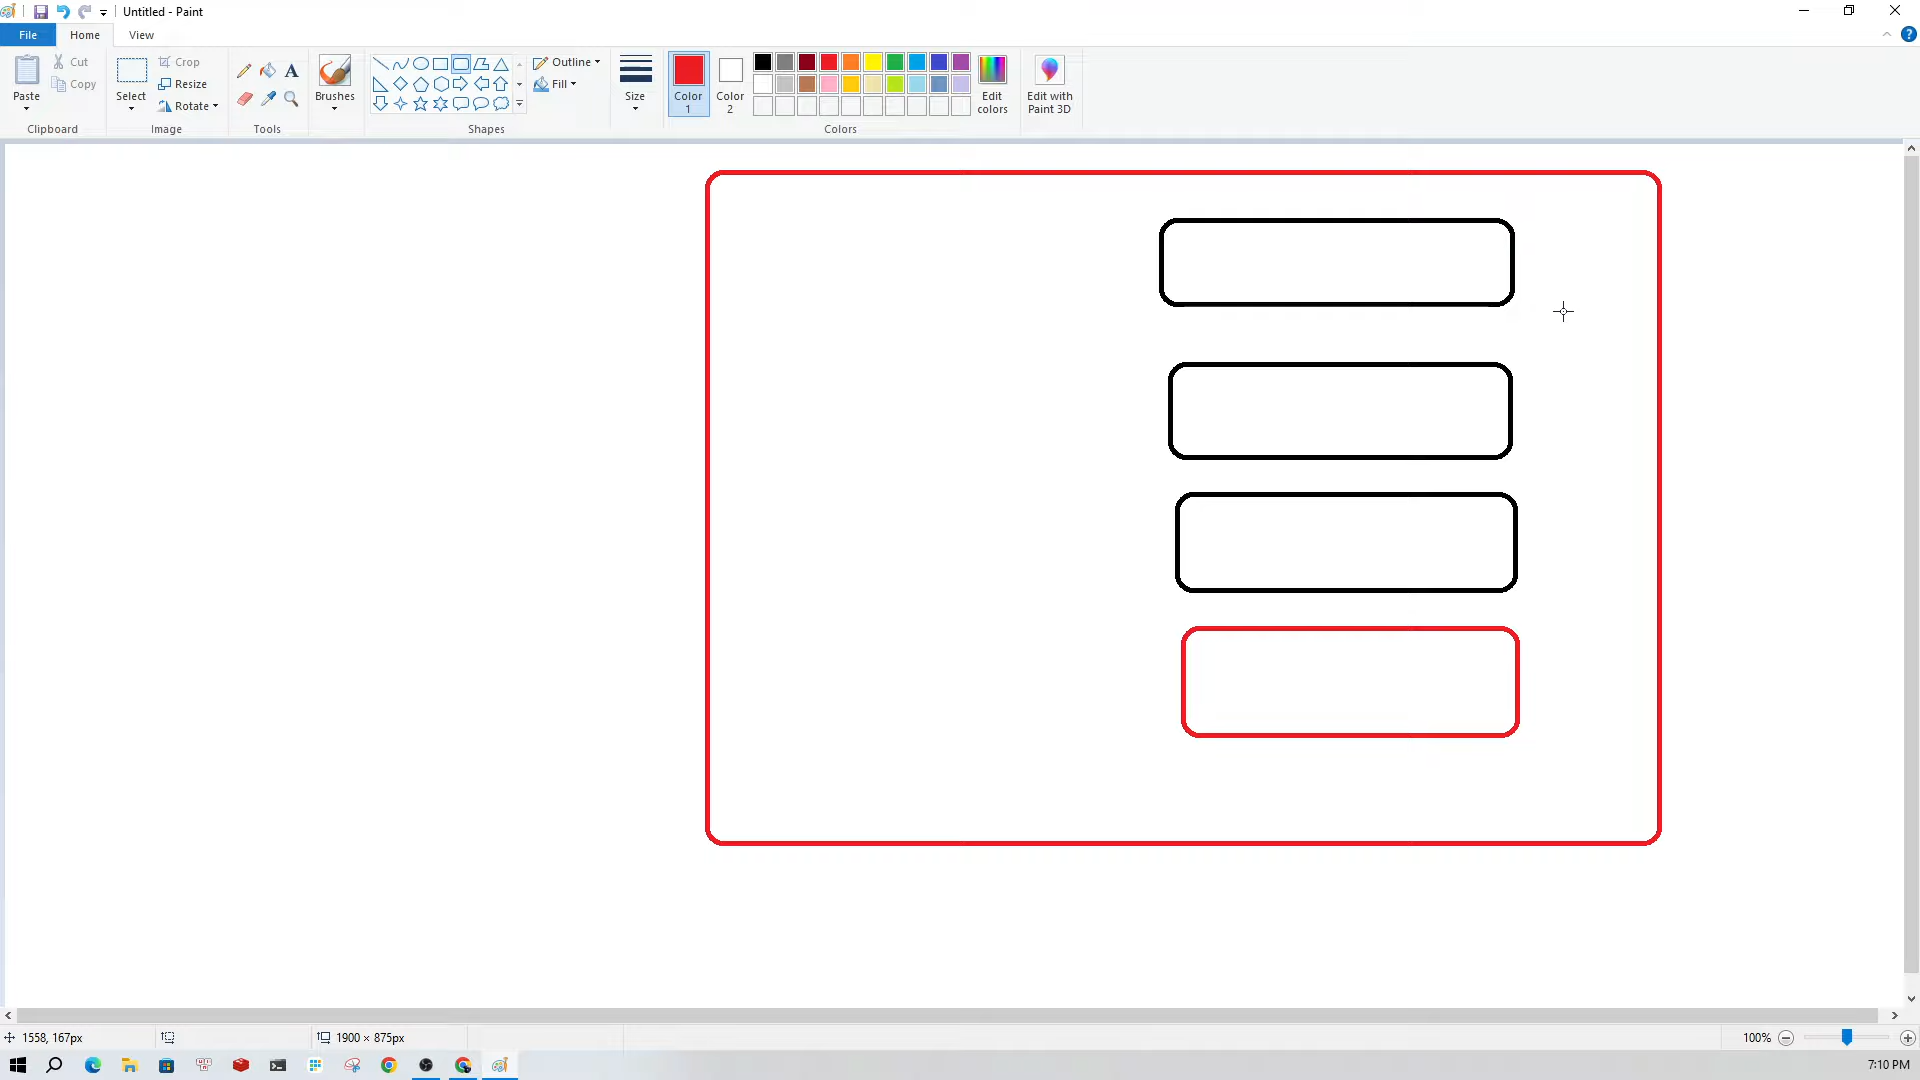 Untitled - Paint
File Home View
Paste
Cut
Copy
Clipboard
Select
Crop
Resize
Rotate
Image
A
Tools
Brushes
Shapes
Outline
Fill
Size
Color 1
Color 2
Colors
Edit colors
Edit with Paint 3D
1558, 167px
1900 × 875px
100%
7:10 PM